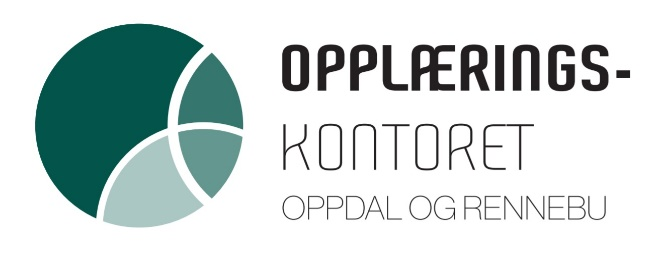 OPPLÆRINGS-
KONTORET
OPPDAL OG RENNEBU